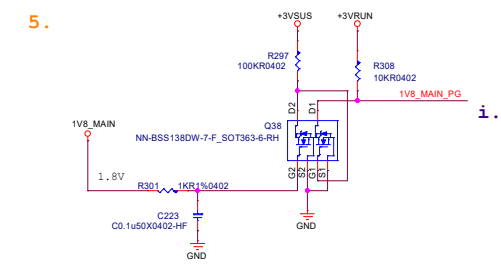 5.
+3VSUS
+3VRUN
R297
100KR0402
R308
10KR0402
1V8_MAIN_PG
i.
D2
D1
Q38
NN-BSS138DW-7-F_SOT363-6-RH
1V8_MAIN
G2
S2
G1
S1
1.8V
R301
1KR1%0402
C223
C0.1u50X0402-HF
GND
GND